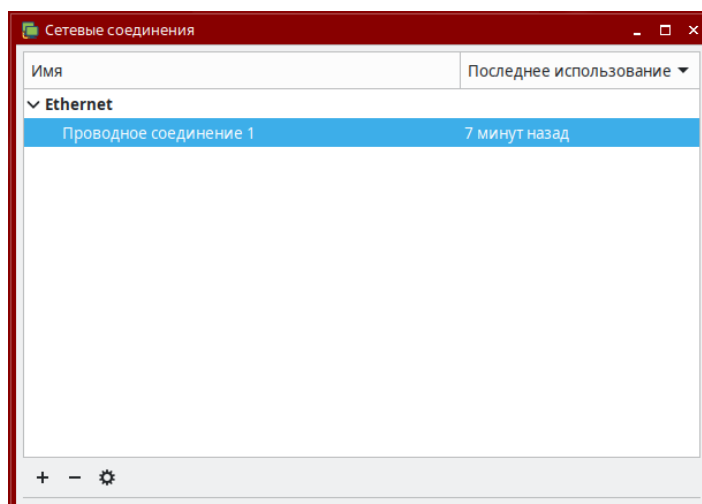 Сетевые соединения
Имя Последнее использование
Ethernet
Проводное соединение 1 7 минут назад